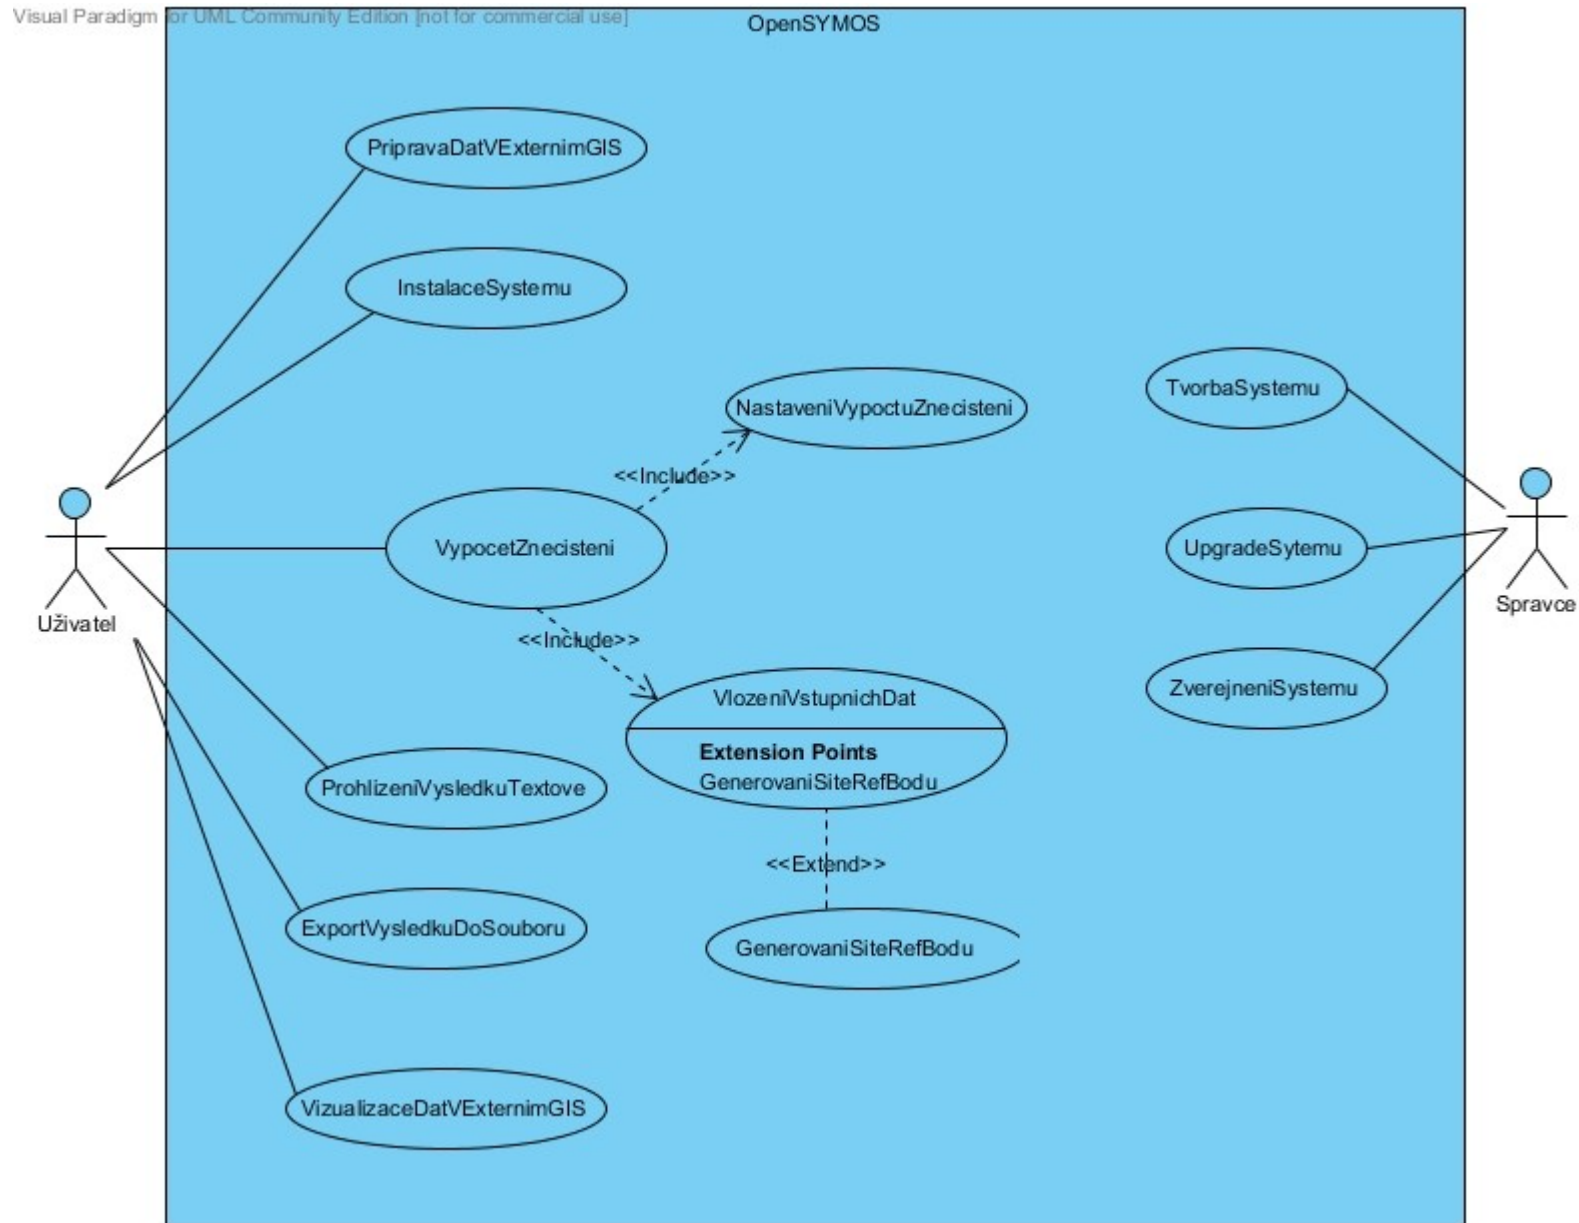 Visual Paradigm for UML Community Edition [not for commercial use]
OpenSYMOS
PripravaDatVExternimGIS
InstalaceSystemu
NastaveniVypoctuZnecisteni
TvorbaSystemu
<<Include>>
VypocetZnecisteni
UpgradeSytemu
Uživatel
Spravce
<<Include>>
VlozeniVstupnichDat
ZverejneniSystemu
Extension Points
GenerovaniSiteRefBodu
ProhlizeniVysledkuTextove
<<Extend>>
ExportVysledkuDoSouboru
GenerovaniSiteRefBodu
VizualizaceDatVExternimGIS